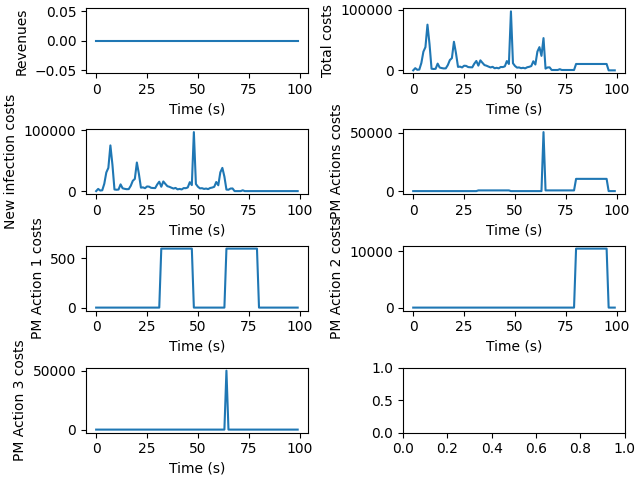 Revenues
0.05
0.00
−0.05
0 25 50 75 100
Time (s)
Total costs
100000
0
0 25 50 75 100
Time (s)
New infection costs
100000
0
0 25 50 75 100
Time (s)
PM Actions costs
50000
0
0 25 50 75 100
Time (s)
PM Action 1 costs
500
0
0 25 50 75 100
Time (s)
PM Action 2 costs
10000
0
0 25 50 75 100
Time (s)
PM Action 3 costs
50000
0
0 25 50 75 100
Time (s)
1.0
0.5
0.0
0.0 0.2 0.4 0.6 0.8 1.0